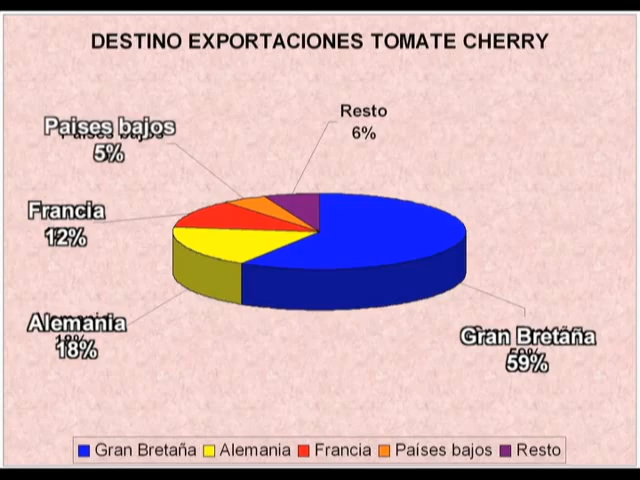 DESTINO EXPORTACIONES TOMATE CHERRY
Resto
6%
Paises bajos
5%
Francia
12%
Alemania
18%
Gran Bretaña
59%
Gran Bretaña Alemania Francia Países bajos Resto